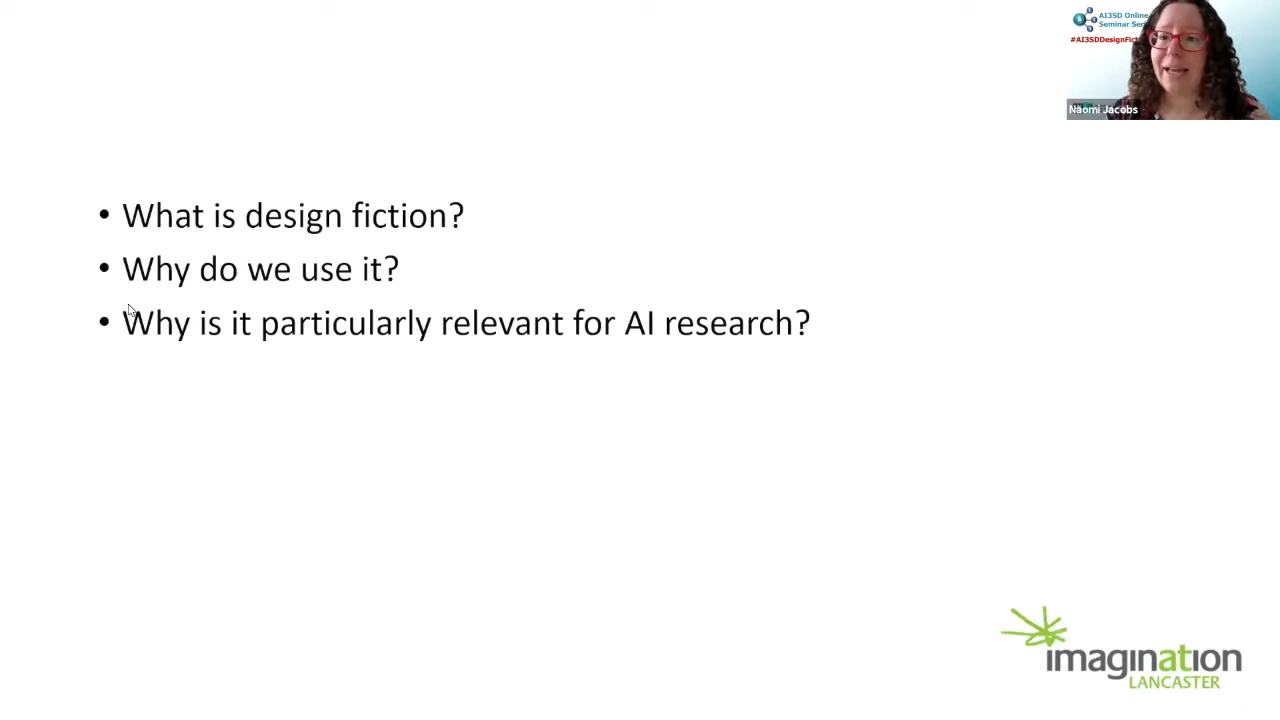 AI3SD Online
Seminar
#AI3SDDesignFict
Naomi Jacobs
• What is design fiction?
• Why do we use it?
• Why is it particularly relevant for AI research?
imagination
LANCASTER